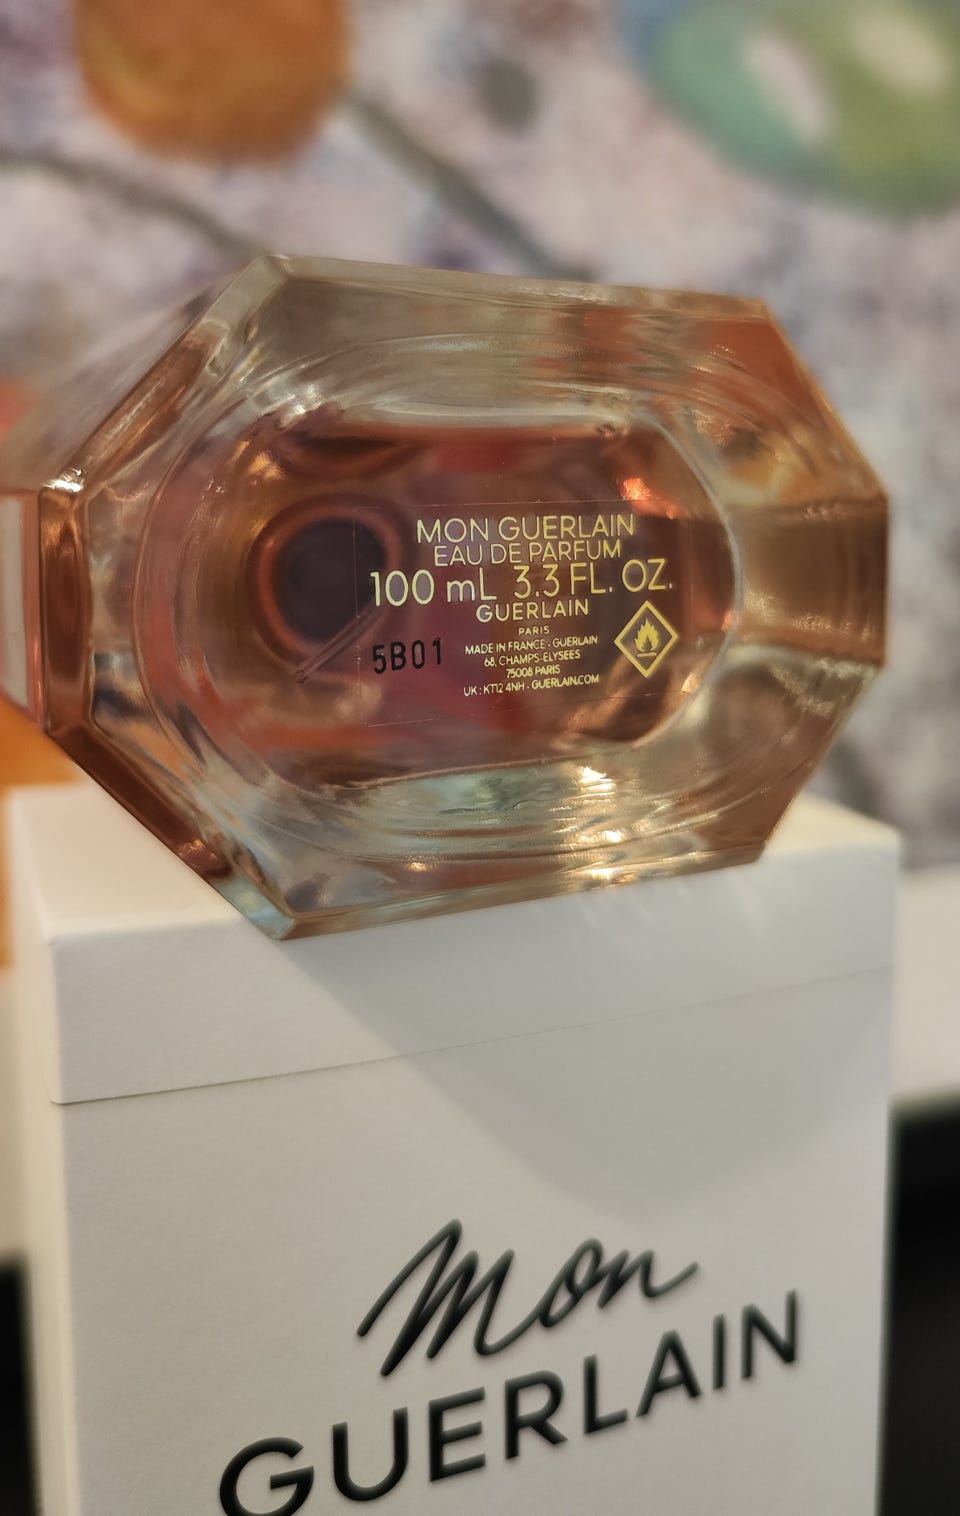 MON GUERLAIN
EAU DE PARFUM
100 mL 3.3 FL. OZ.
GUERLAIN
PARIS
MADE IN FRANCE . GUERLAIN
68, CHAMPS-ELYSEES
75008 PARIS
UK : KT12 4NH - GUERLAIN.COM
5B01
Mon
GUERLAIN